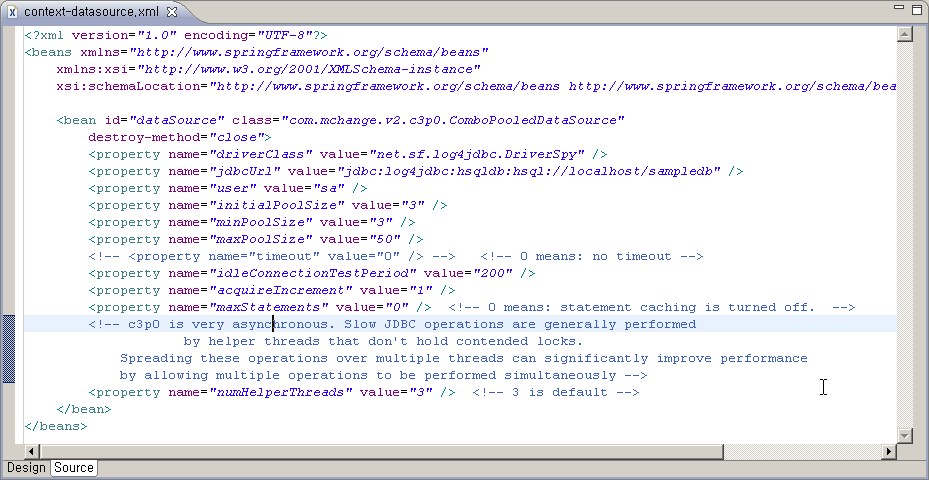 context-datasource.xml
<?xml version="1.0" encoding="UTF-8"?>
<beans xmlns="http://www.springframework.org/schema/beans"
    xmlns:xsi="http://www.w3.org/2001/XMLSchema-instance"
    xsi:schemaLocation="http://www.springframework.org/schema/beans http://www.springframework.org/schema/bea
    <bean id="dataSource" class="com.mchange.v2.c3p0.ComboPooledDataSource"
        destroy-method="close">
        <property name="driverClass" value="net.sf.log4jdbc.DriverSpy" />
        <property name="jdbcUrl" value="jdbc:log4jdbc:hsqldb:hsql://localhost/sampledb" />
        <property name="user" value="sa" />
        <property name="initialPoolSize" value="3" />
        <property name="minPoolSize" value="3" />
        <property name="maxPoolSize" value="50" />
        <!-- <property name="timeout" value="0" /> -->   <!-- 0 means: no timeout -->
        <property name="idleConnectionTestPeriod" value="200" />
        <property name="acquireIncrement" value="1" />
        <property name="maxStatements" value="0" />  <!-- 0 means: statement caching is turned off.  -->
        <!-- c3p0 is very asynchronous. Slow JDBC operations are generally performed
                    by helper threads that don't hold contended locks.
            Spreading these operations over multiple threads can significantly improve performance
            by allowing multiple operations to be performed simultaneously -->
        <property name="numHelperThreads" value="3" />  <!-- 3 is default -->
    </bean>
</beans>
Design Source